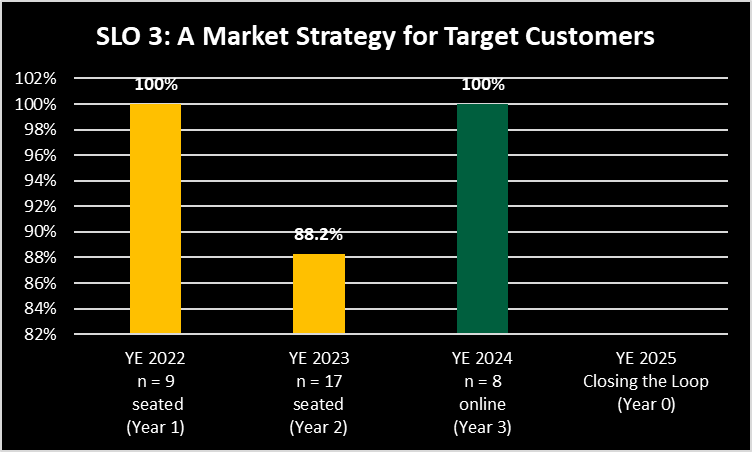 SLO 3: A Market Strategy for Target Customers
102%
100%
98%
96%
94%
92%
90%
88%
86%
84%
82%
100%
88.2%
100%
YE 2022
n = 9
seated
(Year 1)
YE 2023
n = 17
seated
(Year 2)
YE 2024
n = 8
online
(Year 3)
YE 2025
Closing the Loop
(Year 0)